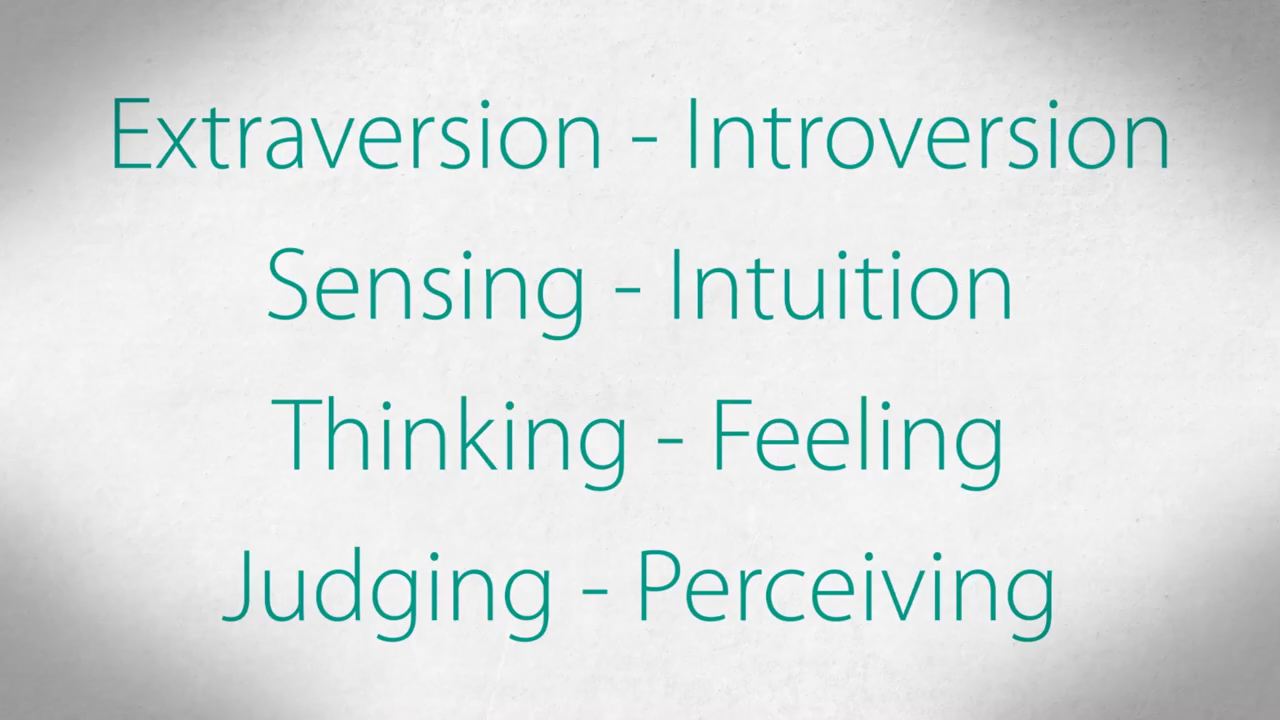 Extraversion - Introversion
Sensing - Intuition
Thinking - Feeling
Judging - Perceiving